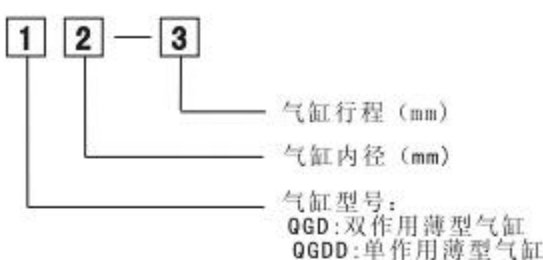 1 2 — 3
气缸行程 (mm)
气缸内径 (mm)
气缸型号:
QGD:双作用薄型气缸
QGDD:单作用薄型气缸